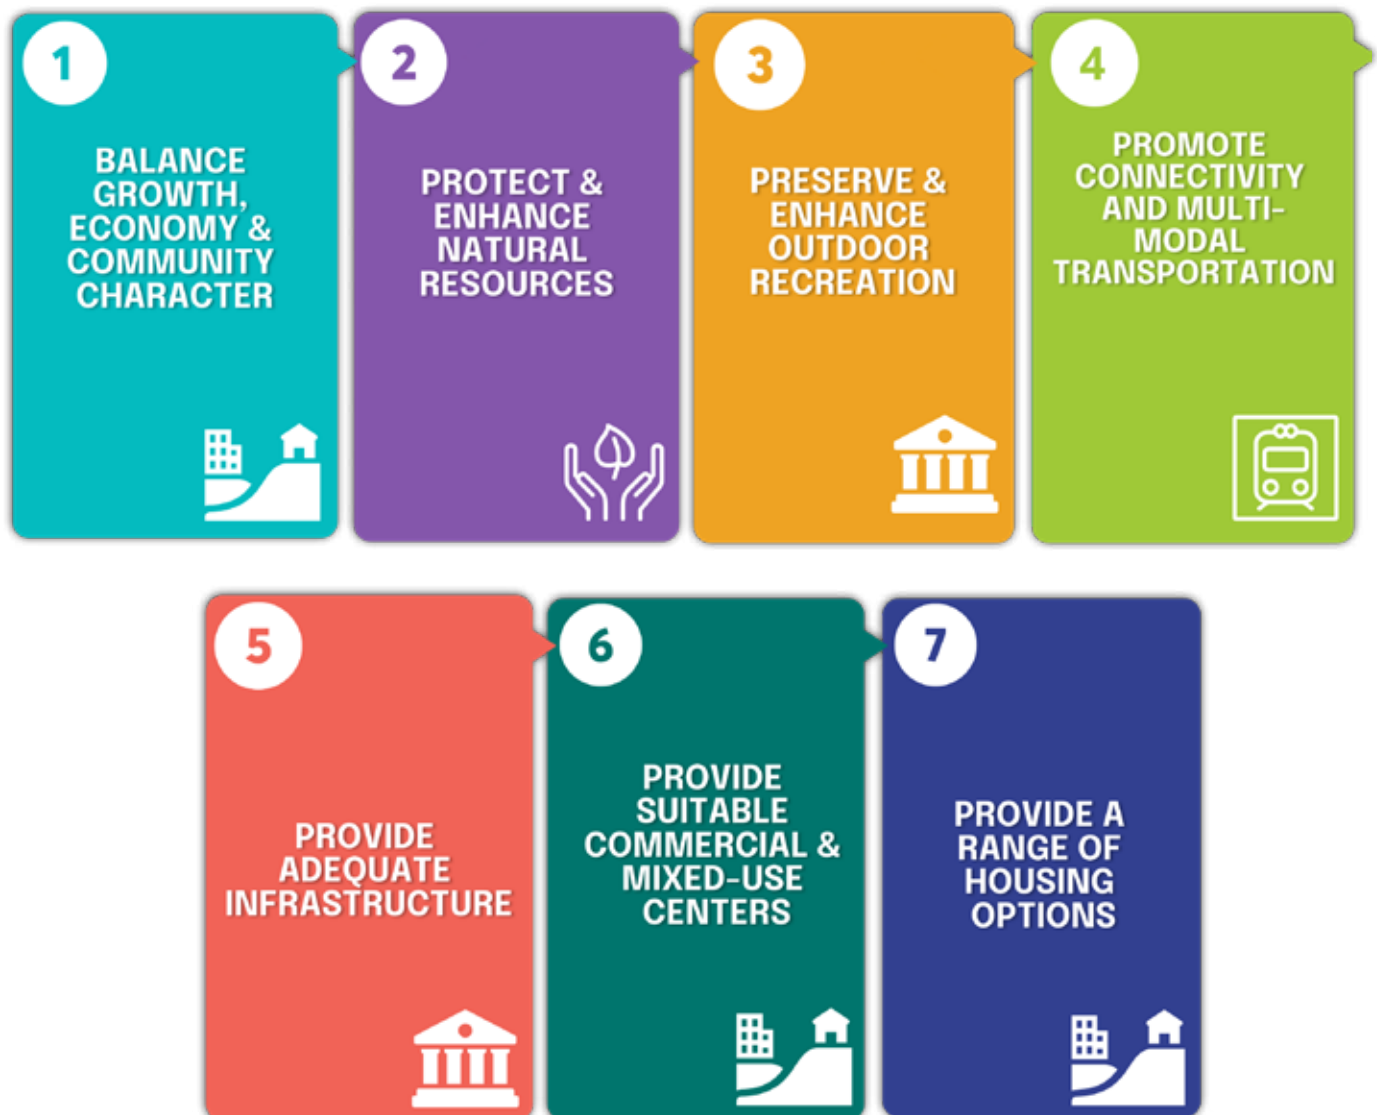 1
BALANCE
GROWTH,
ECONOMY &
COMMUNITY
CHARACTER
2
PROTECT &
ENHANCE
NATURAL
RESOURCES
3
PRESERVE &
ENHANCE
OUTDOOR
RECREATION
4
PROMOTE
CONNECTIVITY
AND MULTI-
MODAL
TRANSPORTATION
5
PROVIDE
ADEQUATE
INFRASTRUCTURE
6
PROVIDE
SUITABLE
COMMERCIAL &
MIXED-USE
CENTERS
7
PROVIDE A
RANGE OF
HOUSING
OPTIONS